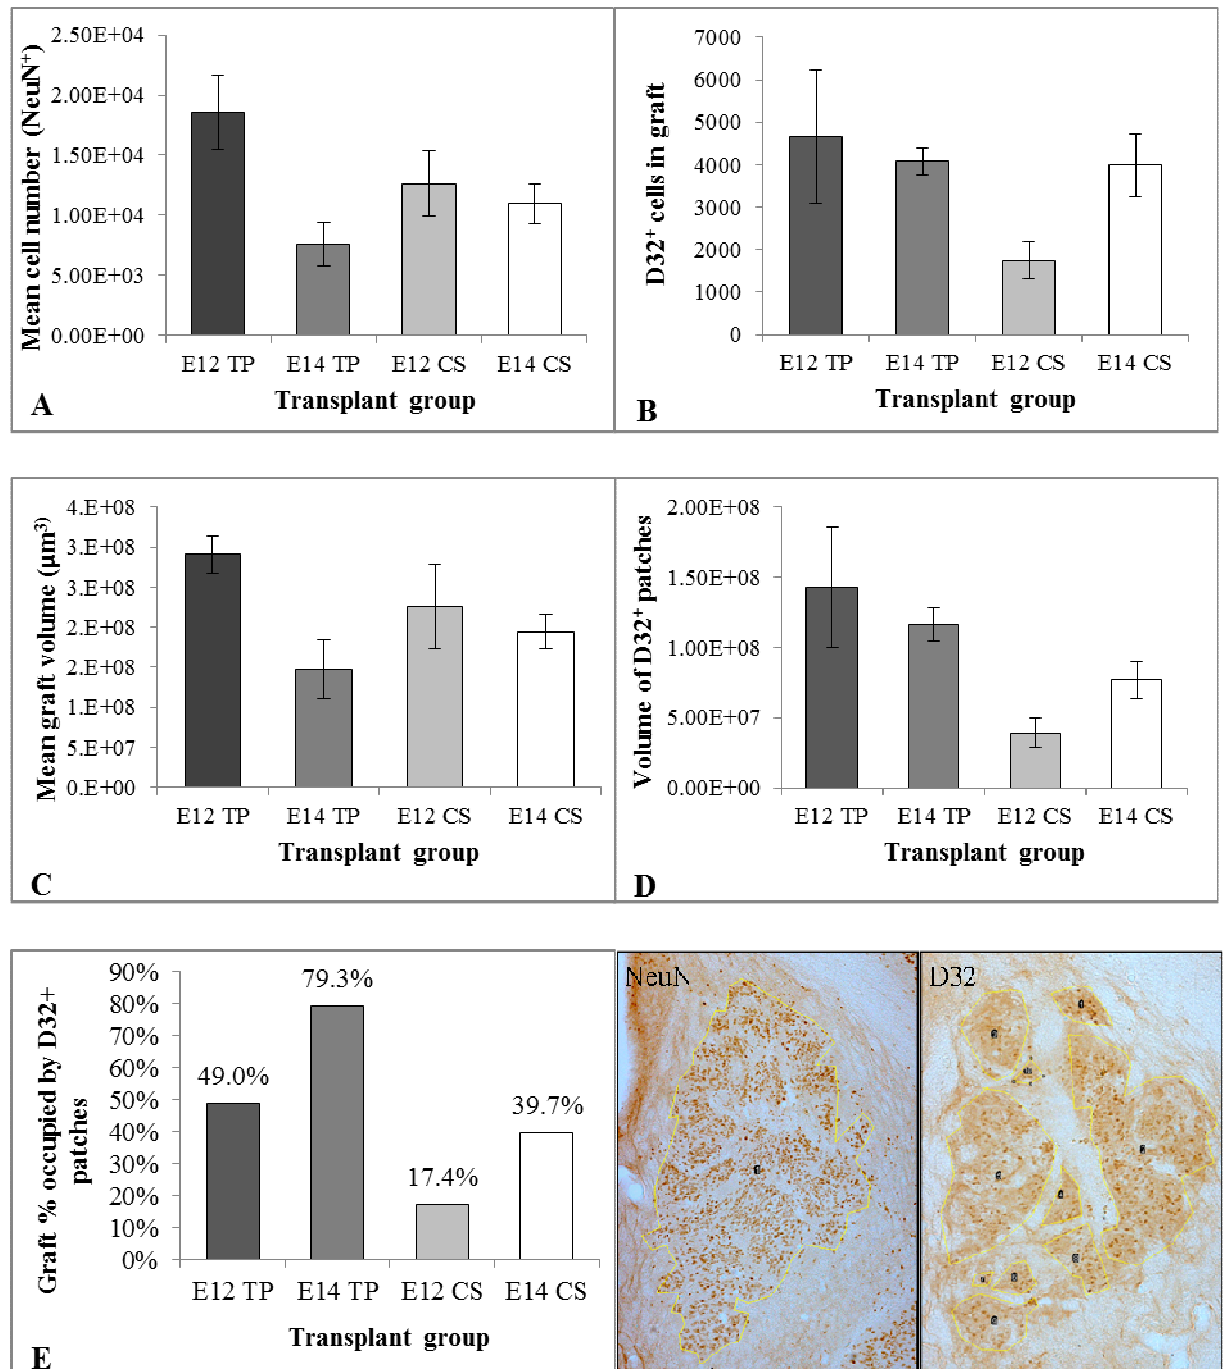 2.50E+04
2.00E+04
1.50E+04
1.00E+04
5.00E+03
0.00E+00
Mean cell number (NeuN⁺)
E12 TP E14 TP E12 CS E14 CS
Transplant group
A
7000
6000
5000
4000
3000
2000
1000
0
D32⁺ cells in graft
E12 TP E14 TP E12 CS E14 CS
Transplant group
B
4.E+08
3.E+08
3.E+08
2.E+08
2.E+08
1.E+08
5.E+07
0.E+00
Mean graft volume (µm³)
E12 TP E14 TP E12 CS E14 CS
Transplant group
C
2.00E+08
1.50E+08
1.00E+08
5.00E+07
0.00E+00
Volume of D32⁺ patches
E12 TP E14 TP E12 CS E14 CS
Transplant group
D
90%
80%
70%
60%
50%
40%
30%
20%
10%
0%
Graft % occupied by D32+
patches
49.0%
79.3%
17.4%
39.7%
E12 TP E14 TP E12 CS E14 CS
Transplant group
E
NeuN
D32